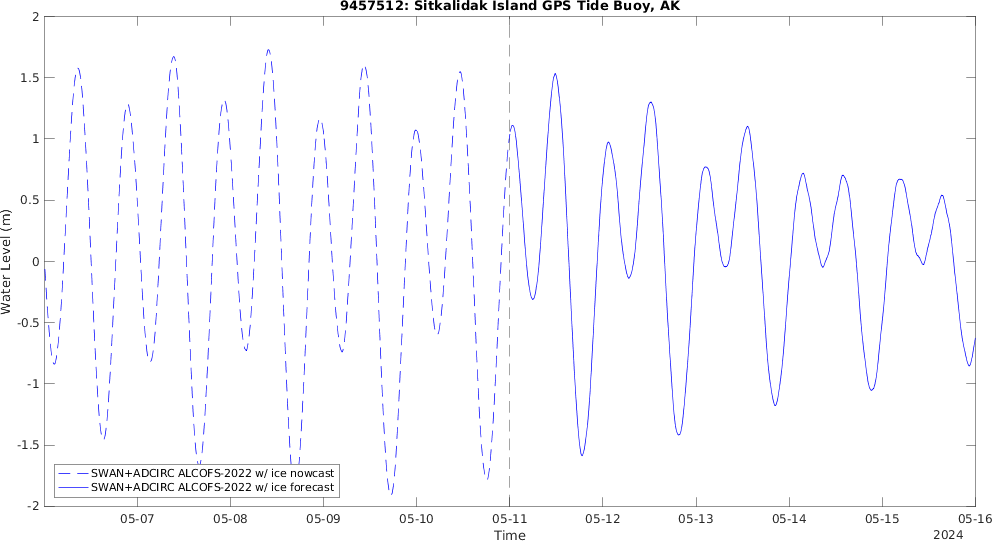 9457512: Sitkalidak Island GPS Tide Buoy, AK
2
1.5
1
0.5
0
-0.5
-1
-1.5
-2
Water Level (m)
SWAN+ADCIRC ALCOFS-2022 w/ ice nowcast
SWAN+ADCIRC ALCOFS-2022 w/ ice forecast
05-07 05-08 05-09 05-10 05-11 05-12 05-13 05-14 05-15 05-16
Time
2024